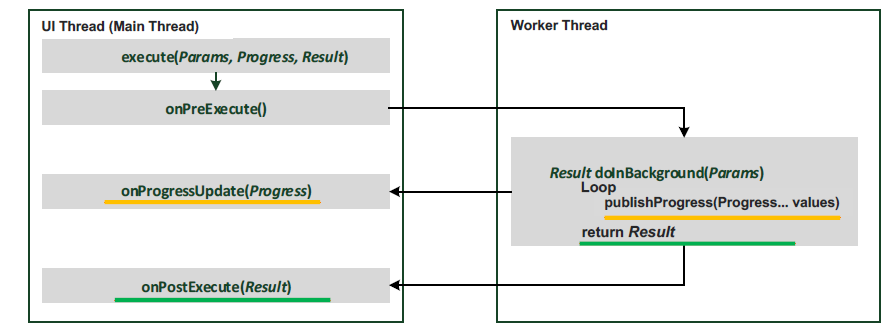 UI Thread (Main Thread)
execute(Params, Progress, Result)
onPreExecute()
onProgressUpdate(Progress)
onPostExecute(Result)
Worker Thread
Result doInBackground(Params)
Loop
publishProgress(Progress... values)
return Result